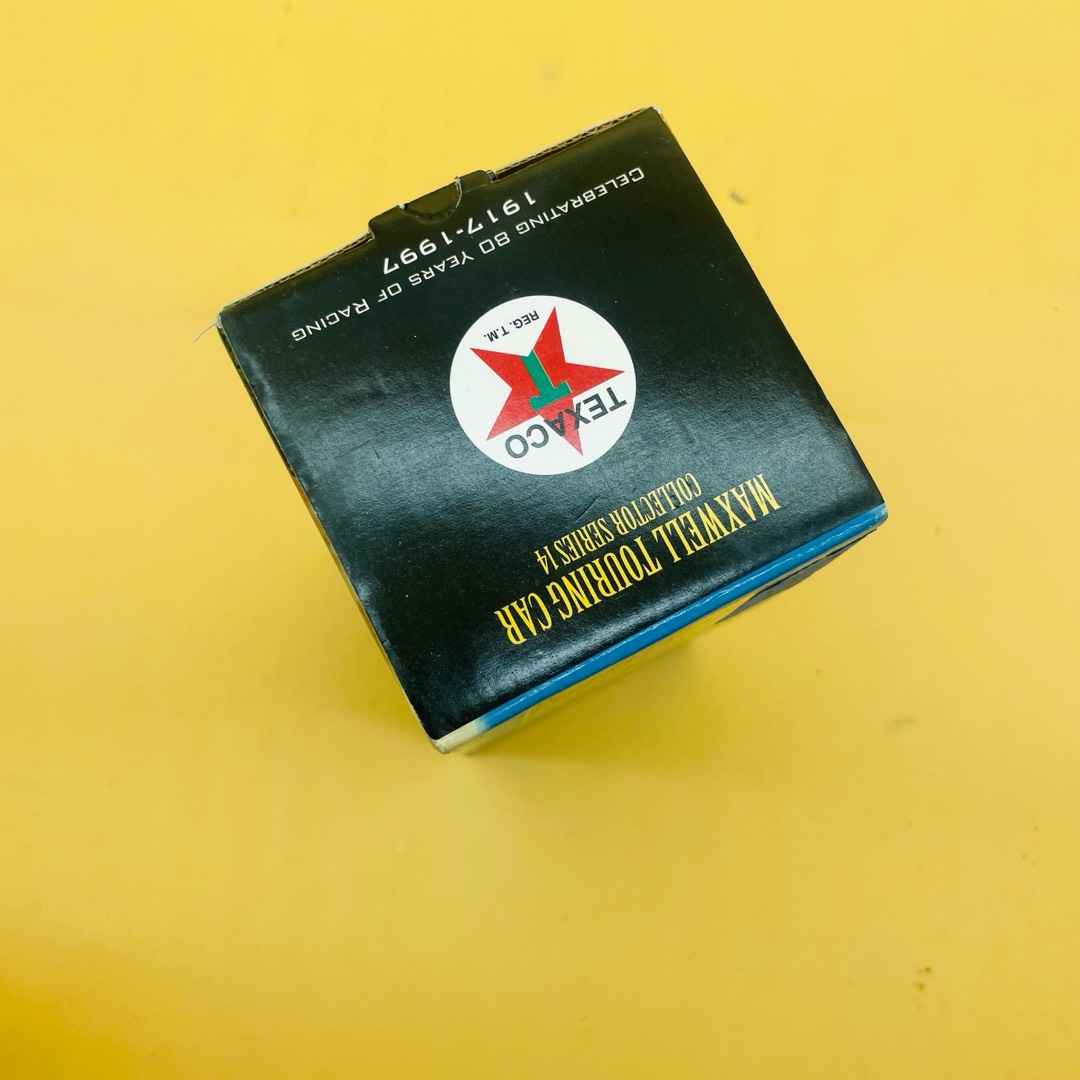 MAXWELL TOURING CAR
COLLECTOR SERIES 14
TEXACO
T
REG. T.M.
1917-1997
CELEBRATING 80 YEARS OF RACING